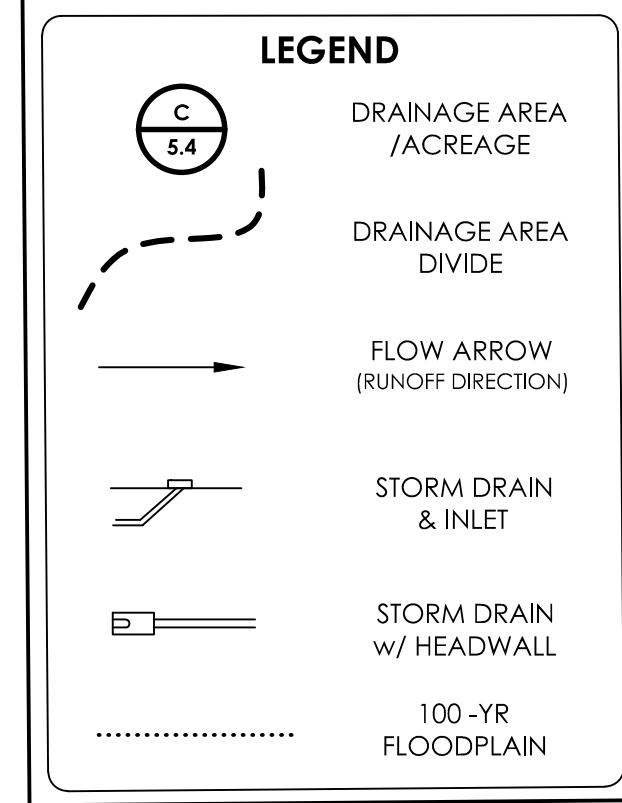 LEGEND
C
5.4
DRAINAGE AREA
/ACREAGE
DRAINAGE AREA
DIVIDE
FLOW ARROW
(RUNOFF DIRECTION)
STORM DRAIN
& INLET
STORM DRAIN
w/ HEADWALL
100 -YR
FLOODPLAIN